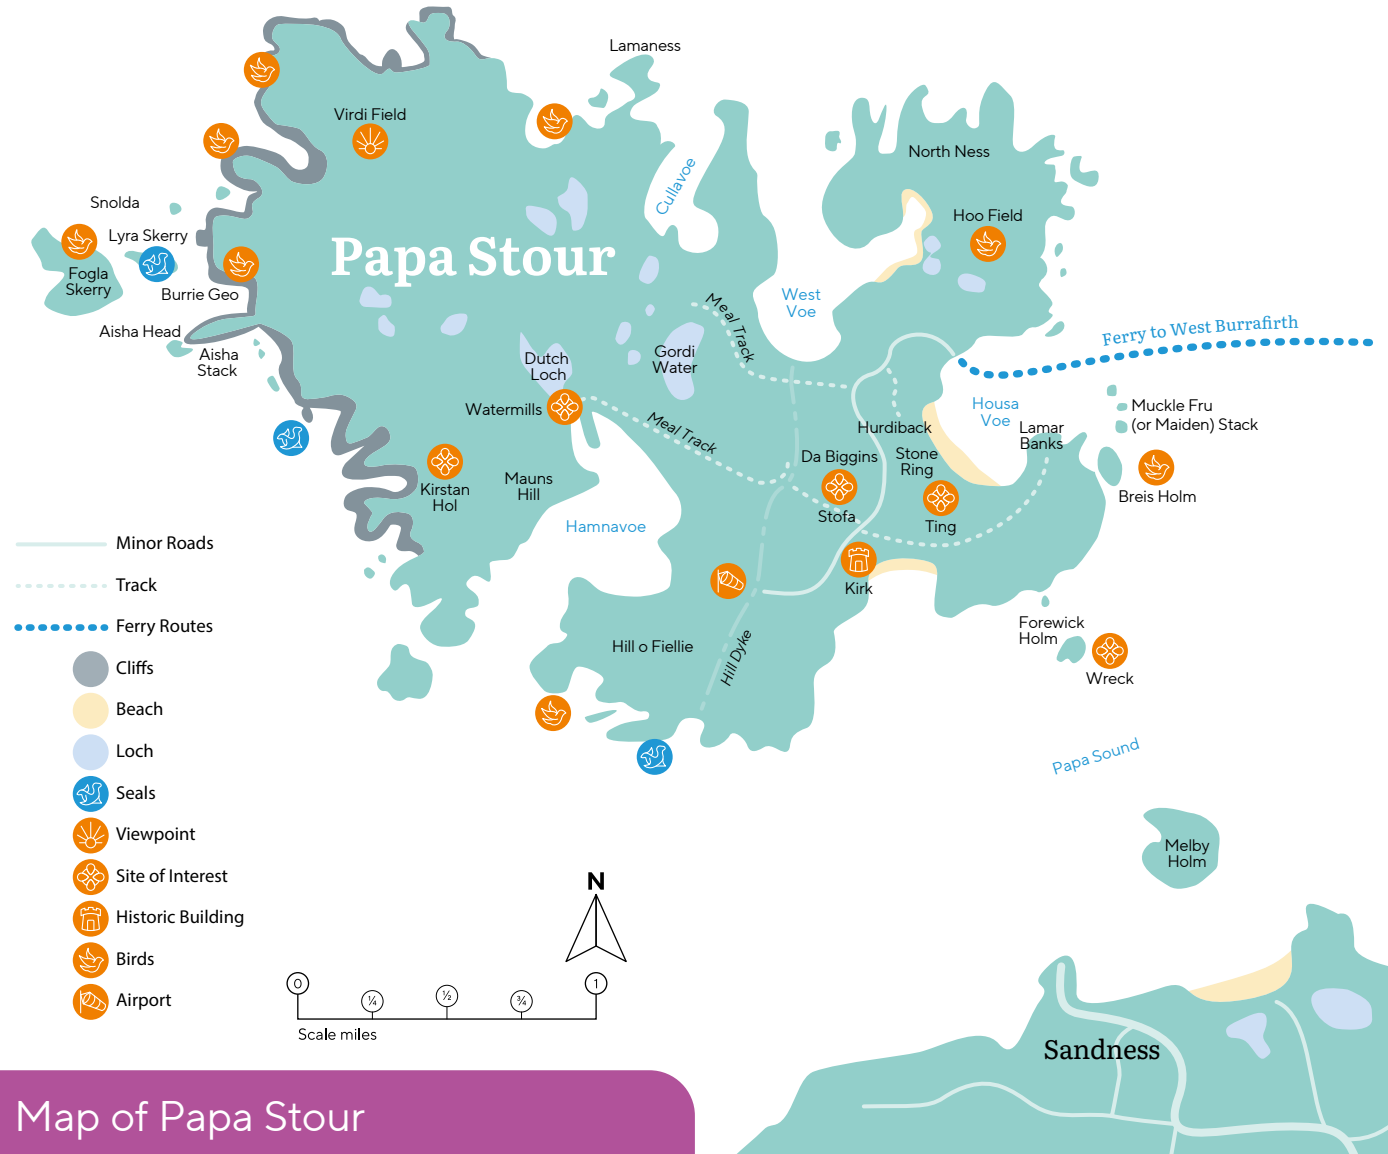 Lamaness
Virdi Field
North Ness
Cullavoe
Snolda
Hoo Field
Lyra Skerry
Papa Stour
Fogla
Skerry
Burrie Geo
West
Voe
Meal Track
Ferry to West Burrafirth
Aisha Head
Aisha
Stack
Dutch
Loch
Gordi
Water
Watermills
Meal Track
Housa
Voe
Muckle Fru
(or Maiden) Stack
Hurdiback
Lamar
Banks
Da Biggins
Stone
Ring
Kirstan
Hol
Mauns
Hill
Breis Holm
Stofa
Ting
Hamnavoe
Kirk
Hill o Fiellie
Hill Dyke
Forewick
Holm
Wreck
Papa Sound
Melby
Holm
Sandness
Minor Roads
Track
Ferry Routes
Cliffs
Beach
Loch
Seals
Viewpoint
Site of Interest
Historic Building
Birds
Airport
N
0 ¼ ½ ¾ 1
Scale miles
Map of Papa Stour